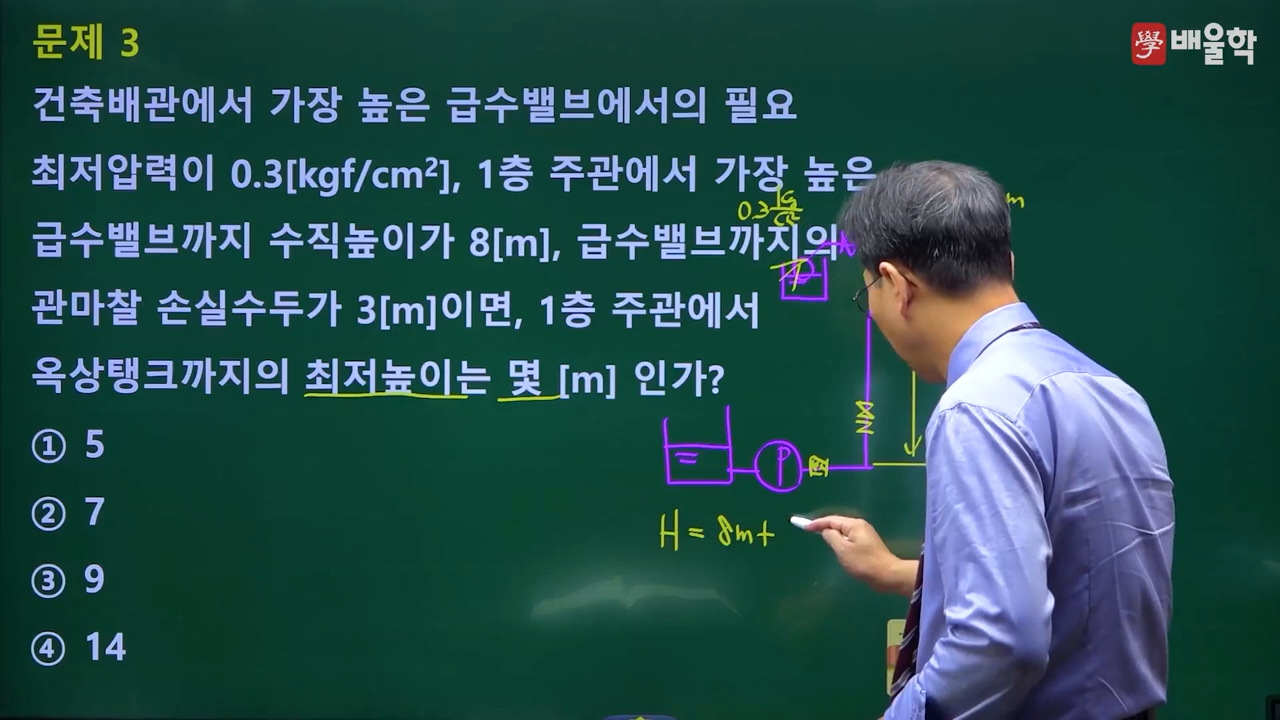 문제 3
學 배울학
건축배관에서 가장 높은 급수밸브에서의 필요
최저압력이 0.3[kgf/cm²], 1층 주관에서 가장 높은
급수밸브까지 수직높이가 8[m], 급수밸브까지의
관마찰 손실수두가 3[m]이면, 1층 주관에서
옥상탱크까지의 최저높이는 몇 [m] 인가?
① 5
② 7
③ 9
④ 14
0.3
m
P
H = 8m+